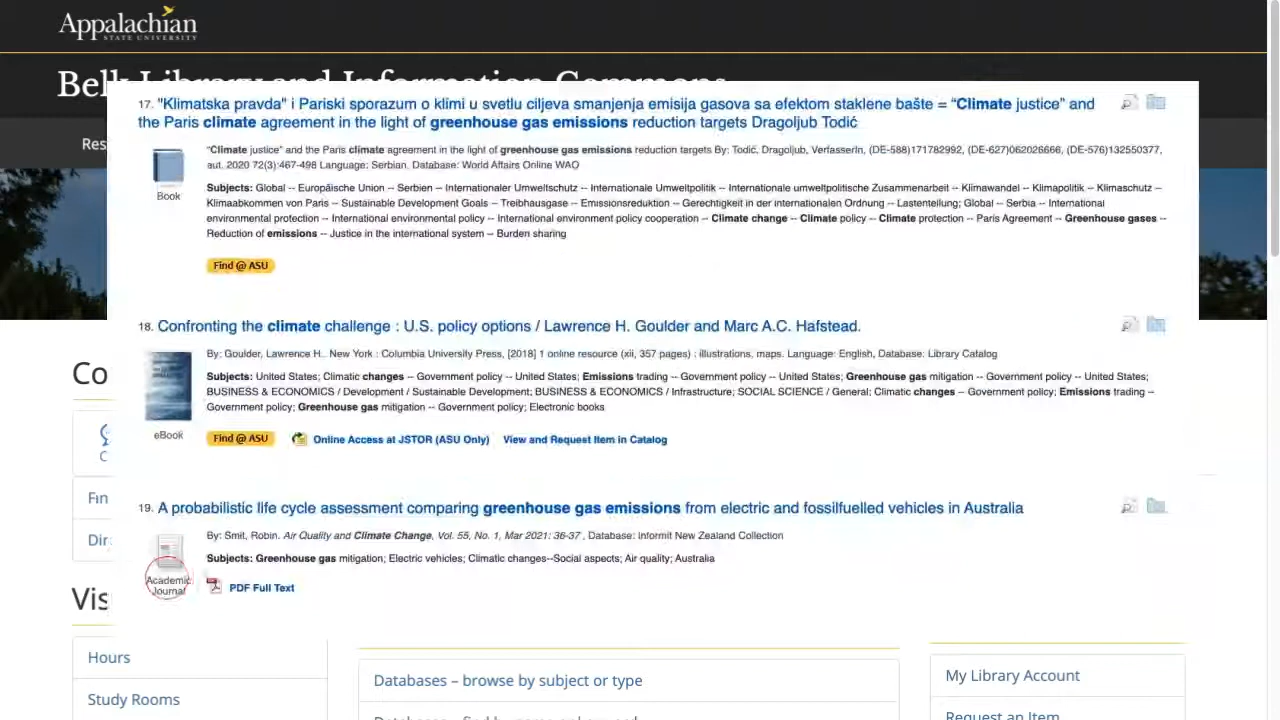 Appalachian
STATE UNIVERSITY
Belk Library and Information Commons
Res
17. "Klimatska pravda" i Pariski sporazum o klimi u svetlu ciljeva smanjenja emisija gasova sa efektom staklene bašte = “Climate justice” and
the Paris climate agreement in the light of greenhouse gas emissions reduction targets Dragoljub Todić
“Climate justice” and the Paris climate agreement in the light of greenhouse gas emissions reduction targets By: Todić, Dragoljub, VerfasserIn, (DE-588)171782992, (DE-627)062026666, (DE-576)132550377,
aut. 2020 72(3):467-498 Language: Serbian. Database: World Affairs Online WAO
Book
Subjects: Global -- Europäische Union -- Serbien -- Internationaler Umweltschutz -- Internationale Umweltpolitik -- Internationale umweltpolitische Zusammenarbeit -- Klimawandel -- Klimapolitik -- Klimaschutz --
Klimaabkommen von Paris -- Sustainable Development Goals -- Treibhausgase -- Emissionsreduktion -- Gerechtigkeit in der internationalen Ordnung -- Lastenteilung; Global -- Serbia -- International
environmental protection -- International environmental policy -- International environment policy cooperation -- Climate change -- Climate policy -- Climate protection -- Paris Agreement -- Greenhouse gases --
Reduction of emissions -- Justice in the international system -- Burden sharing
Find @ ASU
18. Confronting the climate challenge : U.S. policy options / Lawrence H. Goulder and Marc A.C. Hafstead.
By: Goulder, Lawrence H.. New York : Columbia University Press, [2018] 1 online resource (xii, 357 pages) : illustrations, maps. Language: English, Database: Library Catalog
Subjects: United States; Climatic changes -- Government policy -- United States; Emissions trading -- Government policy -- United States; Greenhouse gas mitigation -- Government policy -- United States;
BUSINESS & ECONOMICS / Development / Sustainable Development; BUSINESS & ECONOMICS / Infrastructure; SOCIAL SCIENCE / General; Climatic changes -- Government policy; Emissions trading --
Government policy; Greenhouse gas mitigation -- Government policy; Electronic books
eBook
Find @ ASU Online Access at JSTOR (ASU Only) View and Request Item in Catalog
19. A probabilistic life cycle assessment comparing greenhouse gas emissions from electric and fossilfuelled vehicles in Australia
By: Smit, Robin. Air Quality and Climate Change, Vol. 55, No. 1, Mar 2021: 36-37 , Database: Informit New Zealand Collection
Subjects: Greenhouse gas mitigation; Electric vehicles; Climatic changes--Social aspects; Air quality; Australia
Academic
Journal
PDF Full Text
Co
C
Fin
Dir
Vis
Hours
Study Rooms
Databases – browse by subject or type
My Library Account
Request an Item